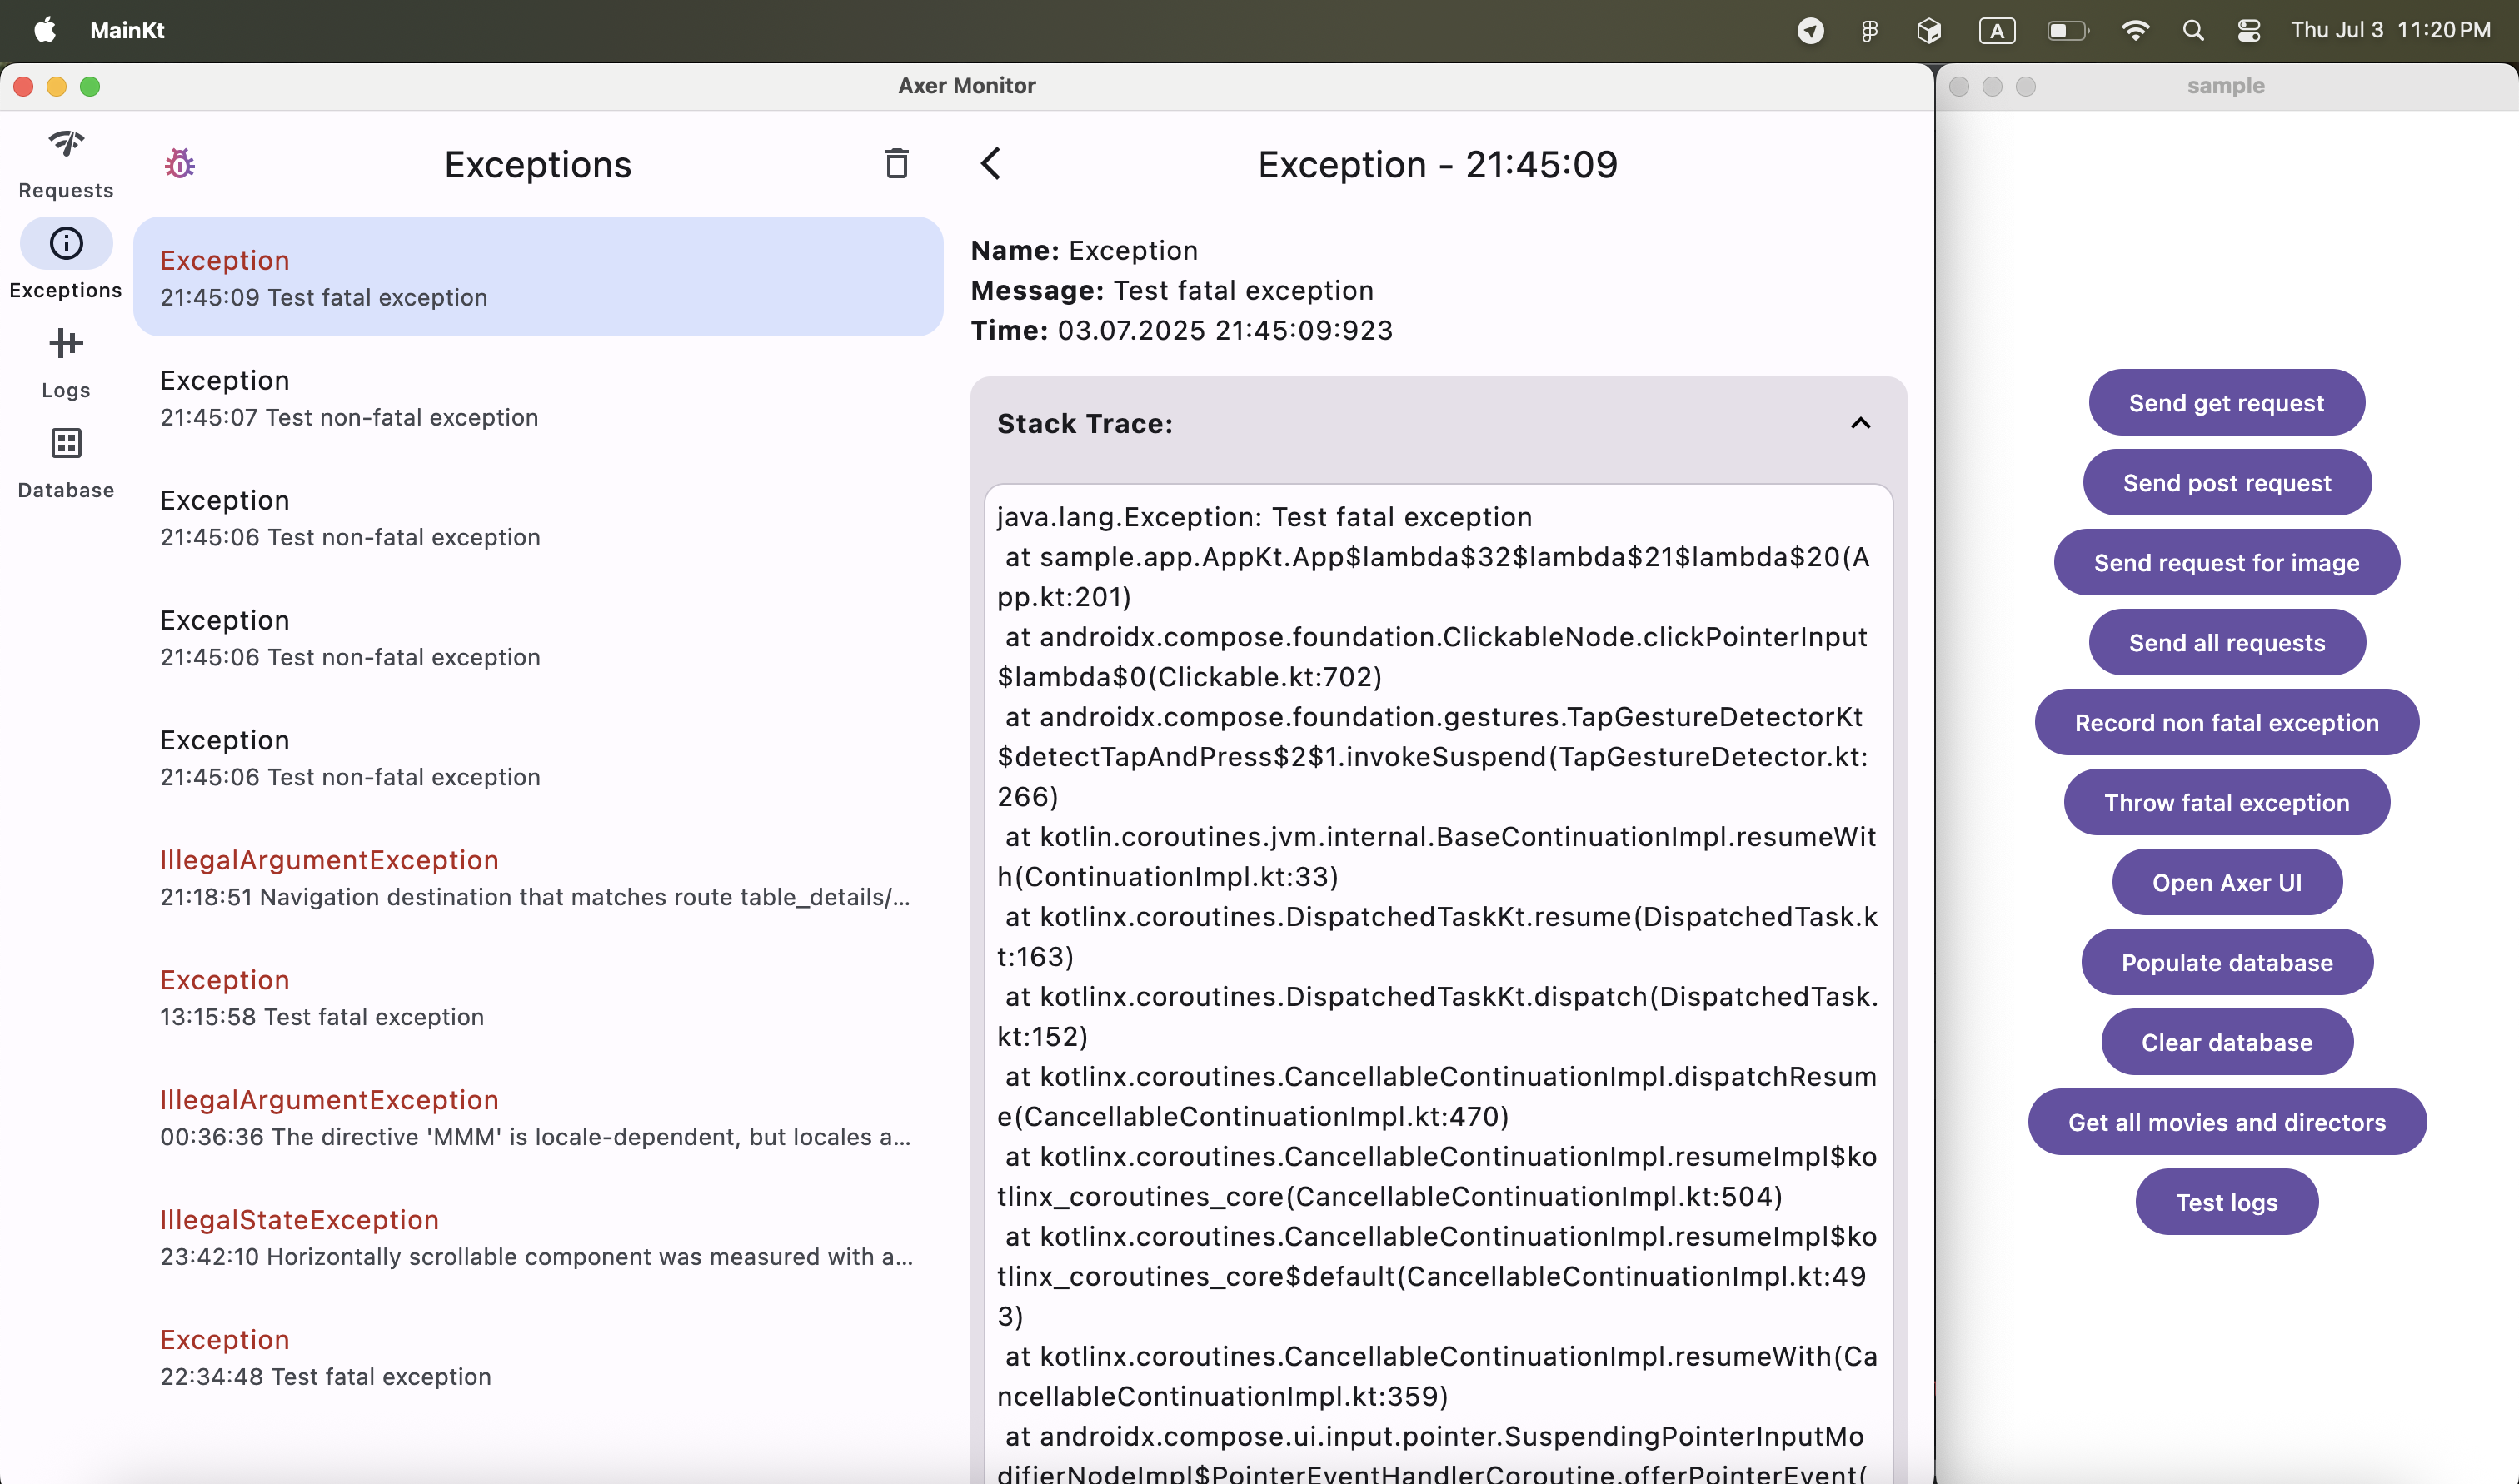 MainKt
A
Thu Jul 3 11:20 PM
Axer Monitor
Requests
Exceptions
Logs
Database
Exceptions
Exception
21:45:09 Test fatal exception
Exception
21:45:07 Test non-fatal exception
Exception
21:45:06 Test non-fatal exception
Exception
21:45:06 Test non-fatal exception
Exception
21:45:06 Test non-fatal exception
IllegalArgumentException
21:18:51 Navigation destination that matches route table_details/...
Exception
13:15:58 Test fatal exception
IllegalArgumentException
00:36:36 The directive 'MMM' is locale-dependent, but locales a...
IllegalStateException
23:42:10 Horizontally scrollable component was measured with a...
Exception
22:34:48 Test fatal exception
Exception - 21:45:09
Name: Exception
Message: Test fatal exception
Time: 03.07.2025 21:45:09:923
Stack Trace:
java.lang.Exception: Test fatal exception
at sample.app.AppKt.App$lambda$32$lambda$21$lambda$20(A
pp.kt:201)
at androidx.compose.foundation.ClickableNode.clickPointerInput
$lambda$0(Clickable.kt:702)
at androidx.compose.foundation.gestures.TapGestureDetectorKt
$detectTapAndPress$2$1.invokeSuspend(TapGestureDetector.kt:
266)
at kotlin.coroutines.jvm.internal.BaseContinuationImpl.resumeWit
h(ContinuationImpl.kt:33)
at kotlinx.coroutines.DispatchedTaskKt.resume(DispatchedTask.k
t:163)
at kotlinx.coroutines.DispatchedTaskKt.dispatch(DispatchedTask.
kt:152)
at kotlinx.coroutines.CancellableContinuationImpl.dispatchResum
e(CancellableContinuationImpl.kt:470)
at kotlinx.coroutines.CancellableContinuationImpl.resumeImpl$ko
tlinx_coroutines_core(CancellableContinuationImpl.kt:504)
at kotlinx.coroutines.CancellableContinuationImpl.resumeImpl$ko
tlinx_coroutines_core$default(CancellableContinuationImpl.kt:49
3)
at kotlinx.coroutines.CancellableContinuationImpl.resumeWith(Ca
ncellableContinuationImpl.kt:359)
at androidx.compose.ui.input.pointer.SuspendingPointerInputMo
difierNodeImpl$PointerEventHandlerCoroutine.offerPointerEvent(
sample
Send get request
Send post request
Send request for image
Send all requests
Record non fatal exception
Throw fatal exception
Open Axer UI
Populate database
Clear database
Get all movies and directors
Test logs